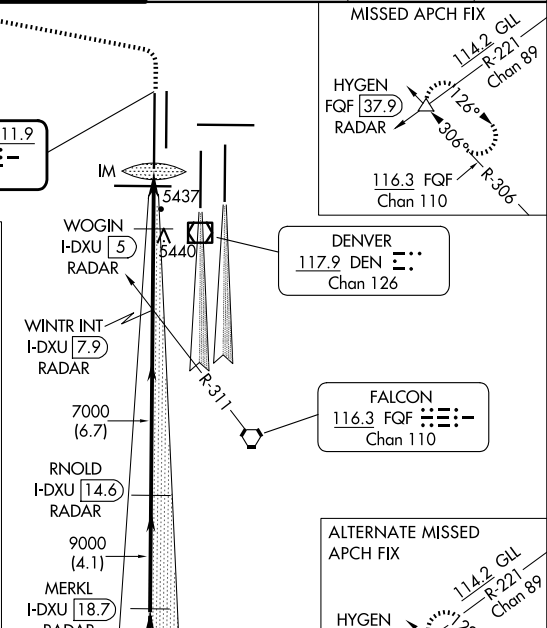 MISSED APCH FIX
114.2 GLL
R-221
Chan 89
HYGEN
FQF 37.9
RADAR
126°
306°
116.3 FQF
Chan 110
R-306
11.9
IM
5437
WOGIN
I-DXU 5
RADAR
5440
DENVER
117.9 DEN
Chan 126
WINTR INT
I-DXU 7.9
RADAR
R-311
FALCON
116.3 FQF
Chan 110
7000
(6.7)
RNOLD
I-DXU 14.6
RADAR
9000
(4.1)
MERKL
I-DXU 18.7
RADAR
ALTERNATE MISSED
APCH FIX
114.2 GLL
R-221
Chan 89
HYGEN